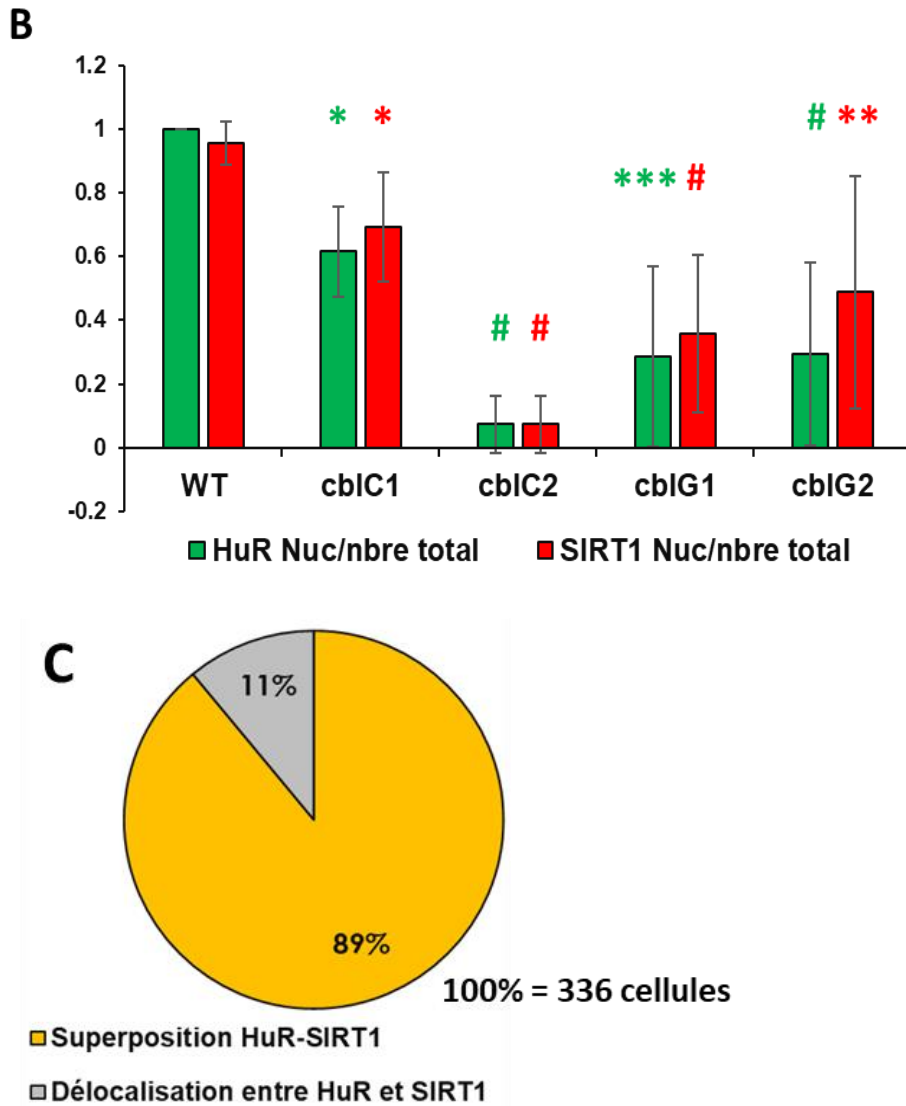 B
1.2
1
0.8
0.6
0.4
0.2
0
-0.2
* *
# #
*** #
# **
WT cblC1 cblC2 cblG1 cblG2
HuR Nuc/nbre total SIRT1 Nuc/nbre total
C
11%
89%
100% = 336 cellules
Superposition HuR-SIRT1
Délocalisation entre HuR et SIRT1